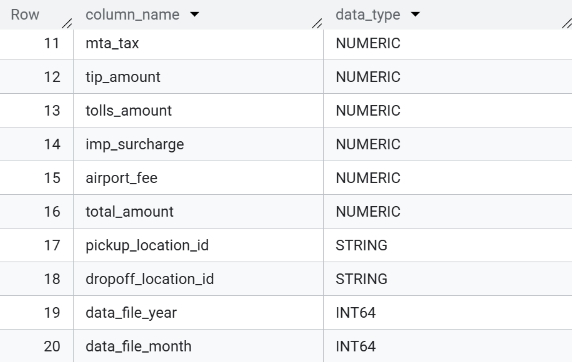 Row column_name data_type
11 mta_tax NUMERIC
12 tip_amount NUMERIC
13 tolls_amount NUMERIC
14 imp_surcharge NUMERIC
15 airport_fee NUMERIC
16 total_amount NUMERIC
17 pickup_location_id STRING
18 dropoff_location_id STRING
19 data_file_year INT64
20 data_file_month INT64